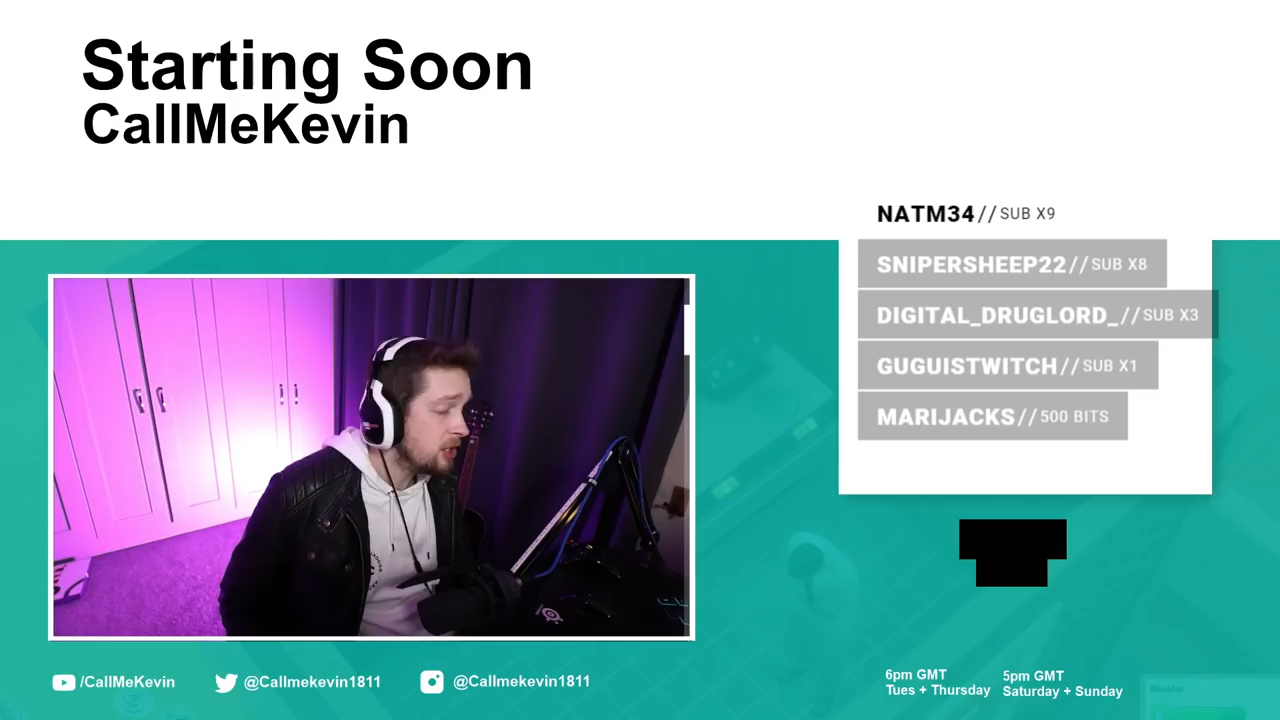 Starting Soon
CallMeKevin
NATM34// SUB X9
SNIPERSHEEP22// SUB X8
DIGITAL_DRUGLORD_// SUB X3
GUGUISTWITCH// SUB X1
MARIJACKS// 500 BITS
/CallMeKevin
@Callmekevin1811
@Callmekevin1811
6pm GMT
Tues + Thursday
5pm GMT
Saturday + Sunday